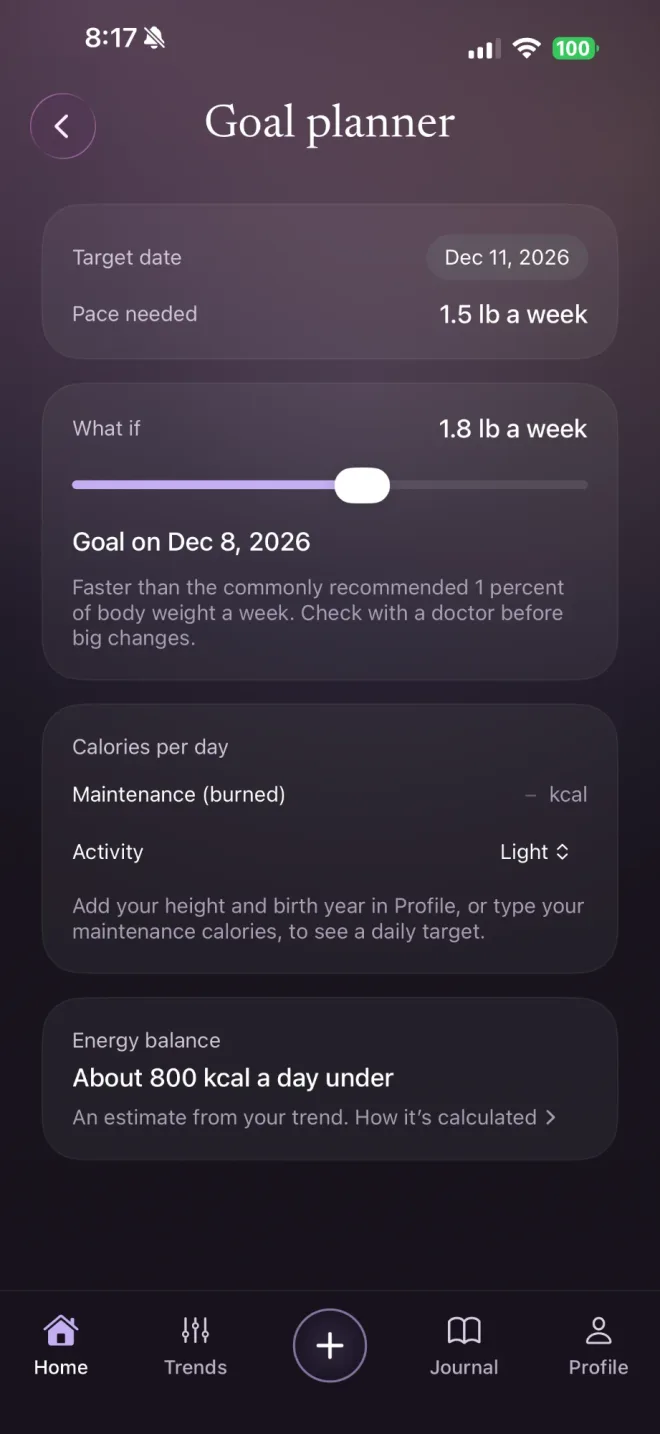 8:17
100
Goal planner
Target date
Dec 11, 2026
Pace needed
1.5 lb a week
What if
1.8 lb a week
Goal on Dec 8, 2026
Faster than the commonly recommended 1 percent
of body weight a week. Check with a doctor before
big changes.
Calories per day
Maintenance (burned)
– kcal
Activity
Light
Add your height and birth year in Profile, or type your
maintenance calories, to see a daily target.
Energy balance
About 800 kcal a day under
An estimate from your trend. How it’s calculated
Home
Trends
Journal
Profile